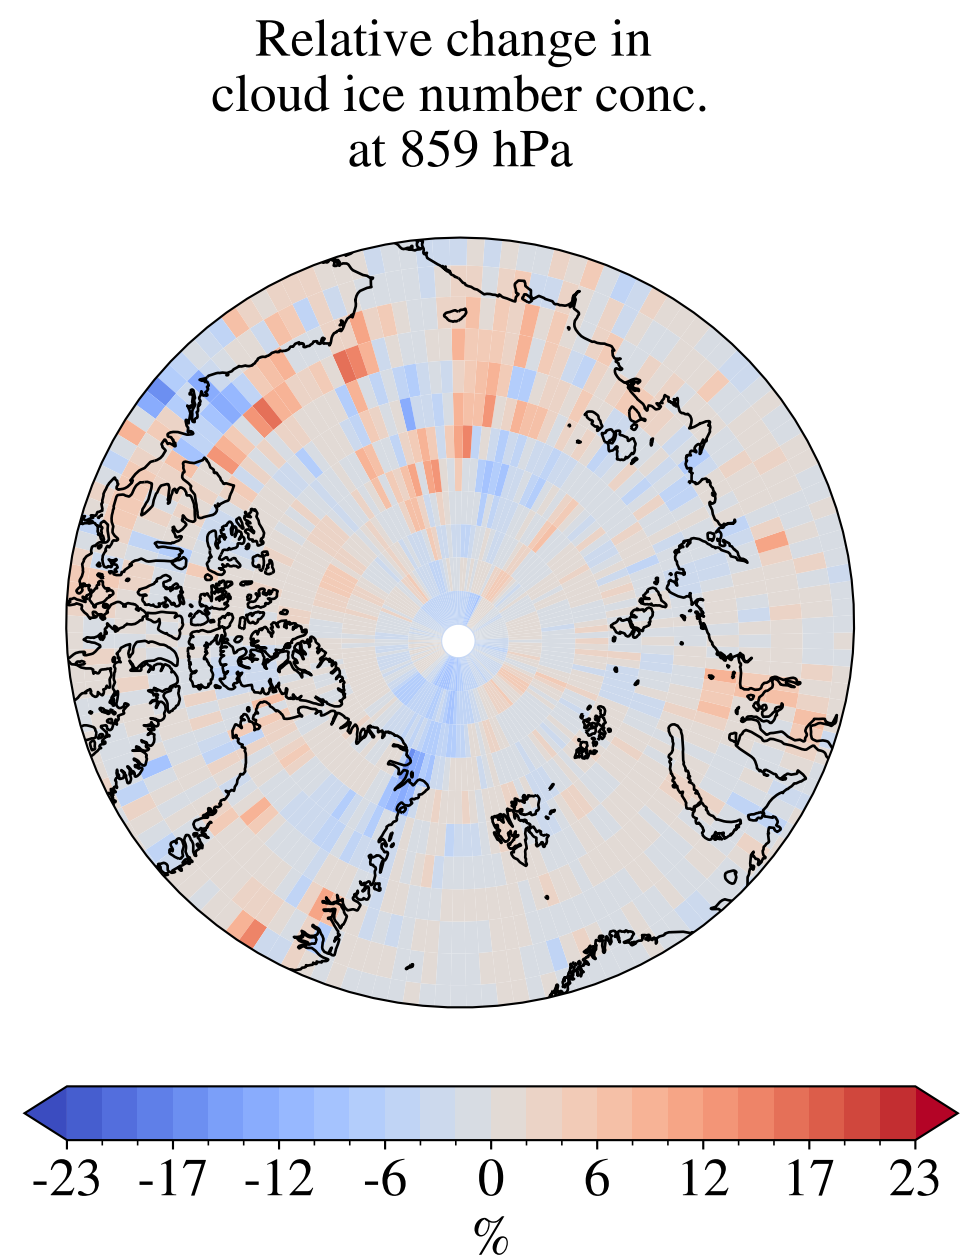 Relative change in
cloud ice number conc.
at 859 hPa
-23 -17 -12 -6 0 6 12 17 23
%